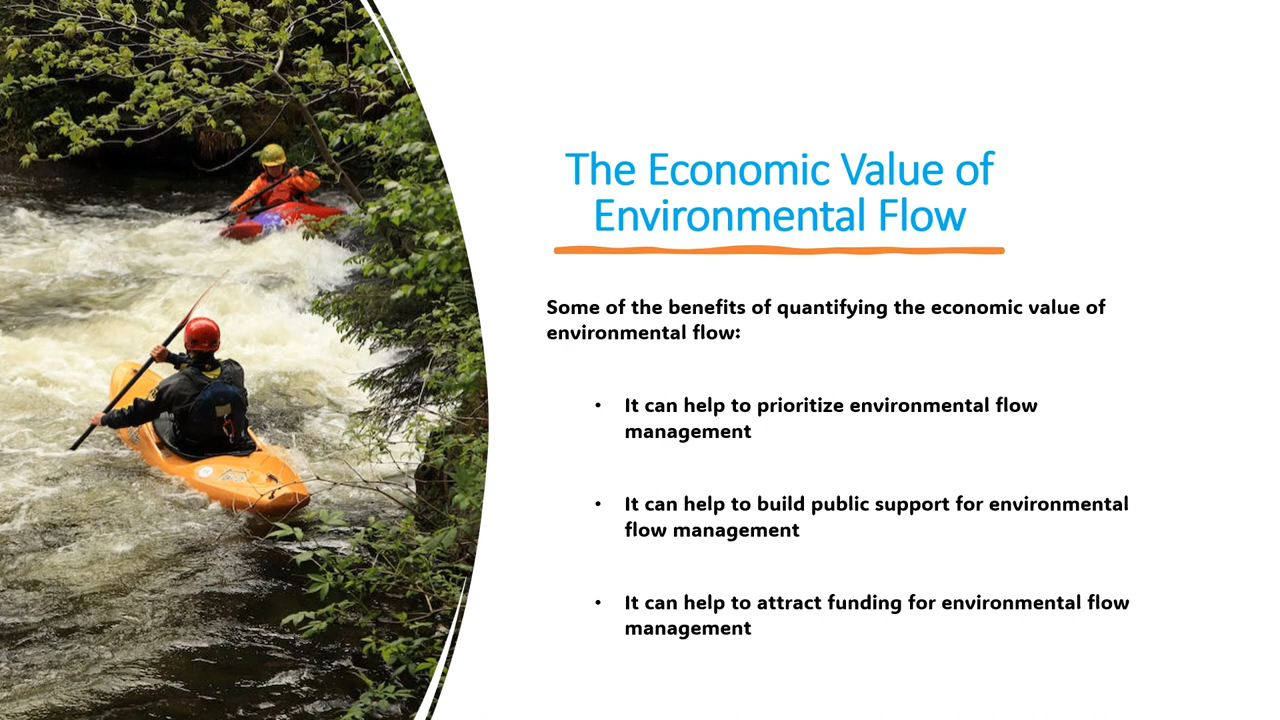 The Economic Value of
Environmental Flow
Some of the benefits of quantifying the economic value of
environmental flow:
• It can help to prioritize environmental flow
management
• It can help to build public support for environmental
flow management
• It can help to attract funding for environmental flow
management